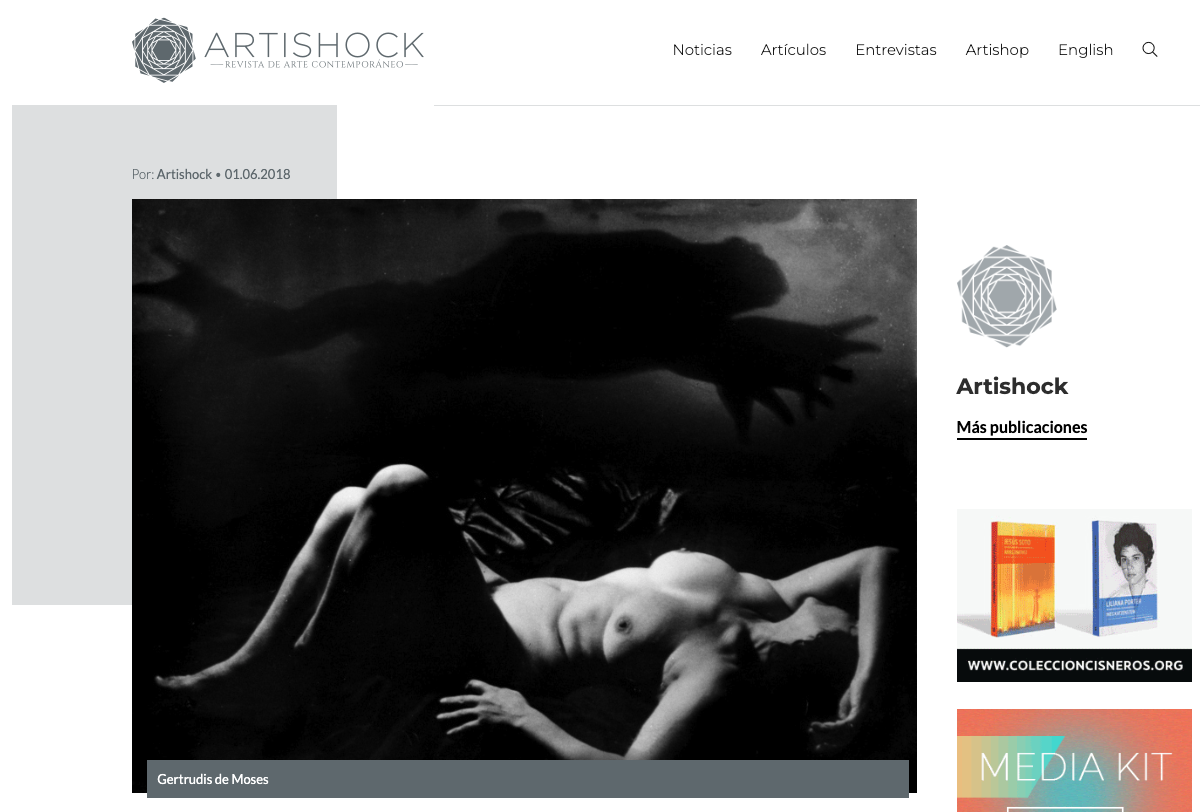 ARTISHOCK
REVISTA DE ARTE CONTEMPORÁNEO
Noticias Artículos Entrevistas Artishop English
Por: Artishock • 01.06.2018
Artishock
Más publicaciones
JESÚS SOTO
LILIANA PORTER
WWW.COLECCIONCISNEROS.ORG
MEDIA KIT
Gertrudis de Moses